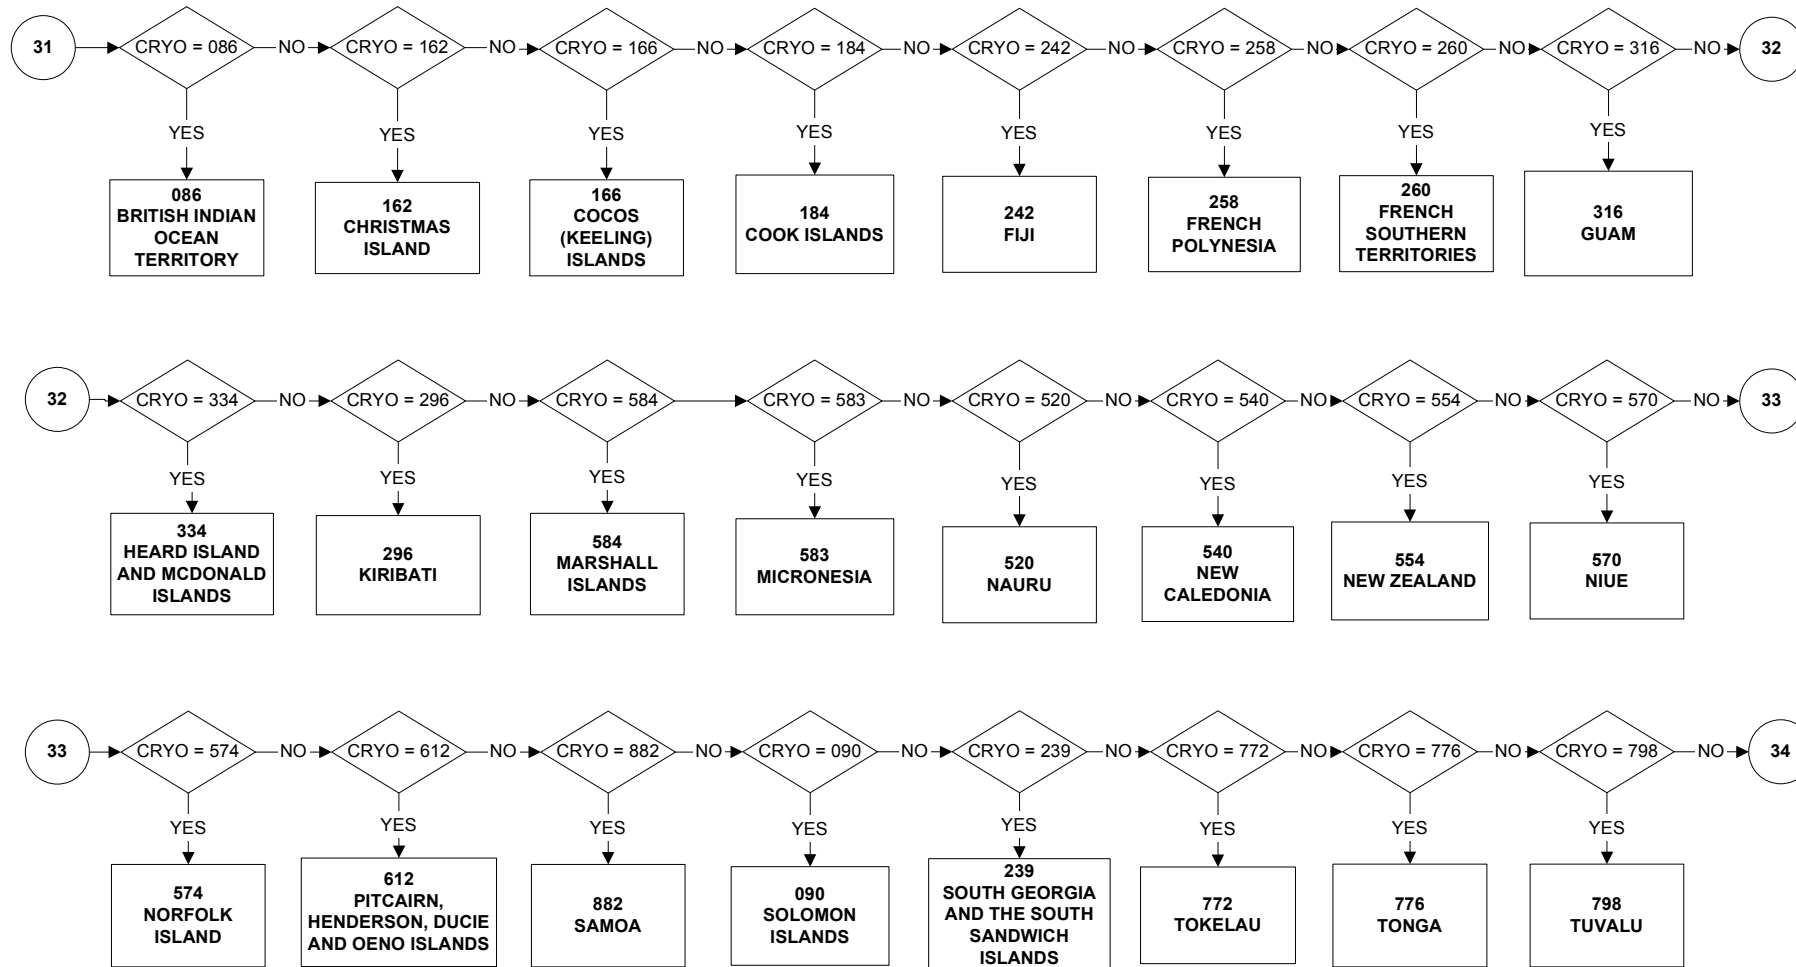 31
CRYO = 086
NO
CRYO = 162
NO
CRYO = 166
NO
CRYO = 184
NO
CRYO = 242
NO
CRYO = 258
NO
CRYO = 260
NO
CRYO = 316
NO
32
YES
YES
YES
YES
YES
YES
YES
YES
086
BRITISH INDIAN
OCEAN
TERRITORY
162
CHRISTMAS
ISLAND
166
COCOS
(KEELING)
ISLANDS
184
COOK ISLANDS
242
FIJI
258
FRENCH
POLYNESIA
260
FRENCH
SOUTHERN
TERRITORIES
316
GUAM
32
CRYO = 334
NO
CRYO = 296
NO
CRYO = 584
CRYO = 583
NO
CRYO = 520
NO
CRYO = 540
NO
CRYO = 554
NO
CRYO = 570
NO
33
YES
YES
YES
YES
YES
YES
YES
YES
334
HEARD ISLAND
AND MCDONALD
ISLANDS
296
KIRIBATI
584
MARSHALL
ISLANDS
583
MICRONESIA
520
NAURU
540
NEW
CALEDONIA
554
NEW ZEALAND
570
NIUE
33
CRYO = 574
NO
CRYO = 612
NO
CRYO = 882
NO
CRYO = 090
NO
CRYO = 239
NO
CRYO = 772
NO
CRYO = 776
NO
CRYO = 798
NO
34
YES
YES
YES
YES
YES
YES
YES
YES
574
NORFOLK
ISLAND
612
PITCAIRN,
HENDERSON, DUCIE
AND OENO ISLANDS
882
SAMOA
090
SOLOMON
ISLANDS
239
SOUTH GEORGIA
AND THE SOUTH
SANDWICH
ISLANDS
772
TOKELAU
776
TONGA
798
TUVALU